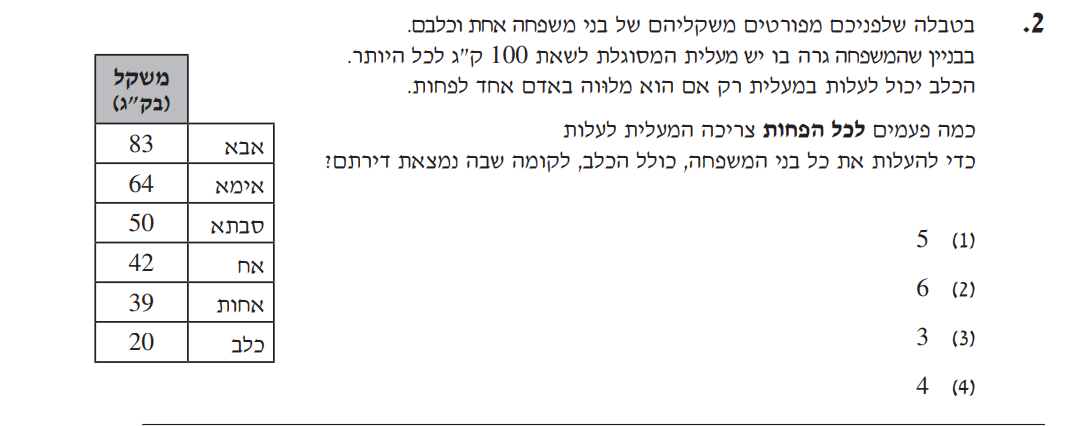 2. בטבלה שלפניכם מפורטים משקליהם של בני משפחה אחת וכלבם.
בבניין שהמשפחה גרה בו יש מעלית המסוגלת לשאת 100 ק״ג לכל היותר.
הכלב יכול לעלות במעלית רק אם הוא מלוּוה באדם אחד לפחות.
כמה פעמים לכל הפחות צריכה המעלית לעלות
כדי להעלות את כל בני המשפחה, כולל הכלב, לקומה שבה נמצאת דירתם?
משקל
(בק״ג)
אבא 83
אימא 64
סבתא 50
אח 42
אחות 39
כלב 20
(1) 5
(2) 6
(3) 3
(4) 4